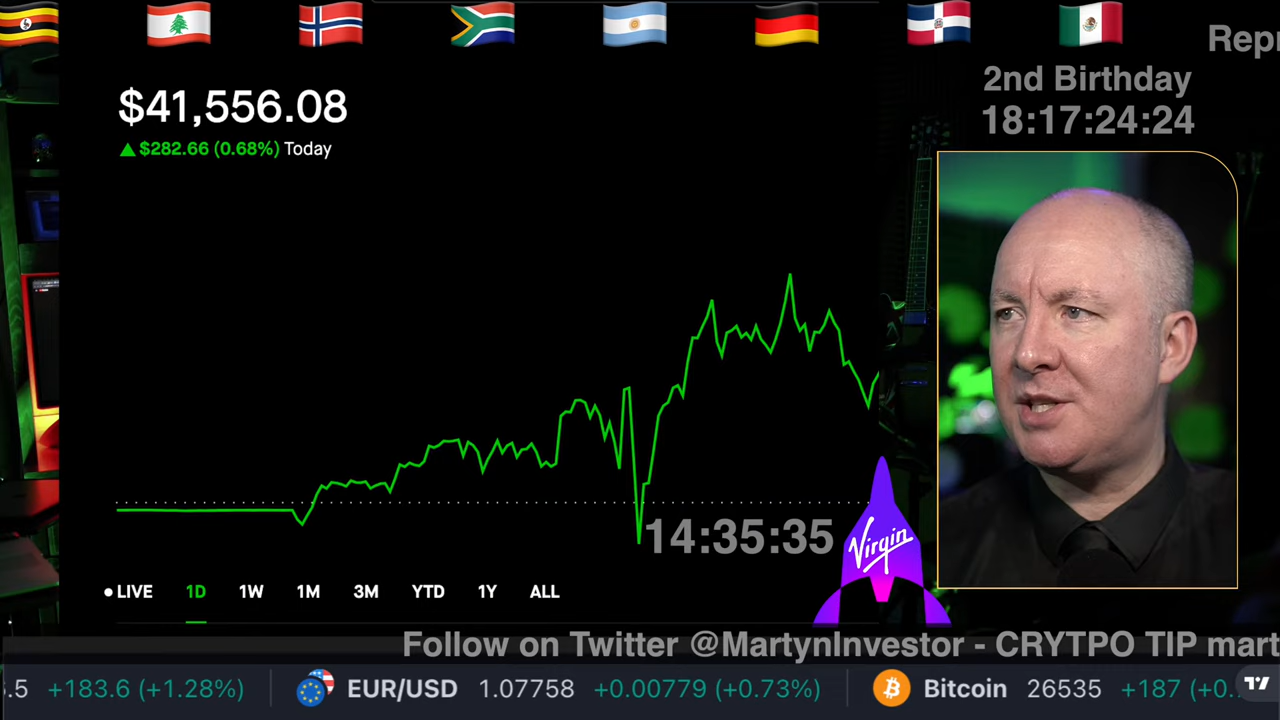 Repr
$41,556.08
2nd Birthday
18:17:24:24
▲ $282.66 (0.68%) Today
14:35:35
Virgin
LIVE 1D 1W 1M 3M YTD 1Y ALL
Follow on Twitter @MartynInvestor - CRYTPO TIP mart
.5 +183.6 (+1.28%) EUR/USD 1.07758 +0.00779 (+0.73%) Bitcoin 26535 +187 (+0.